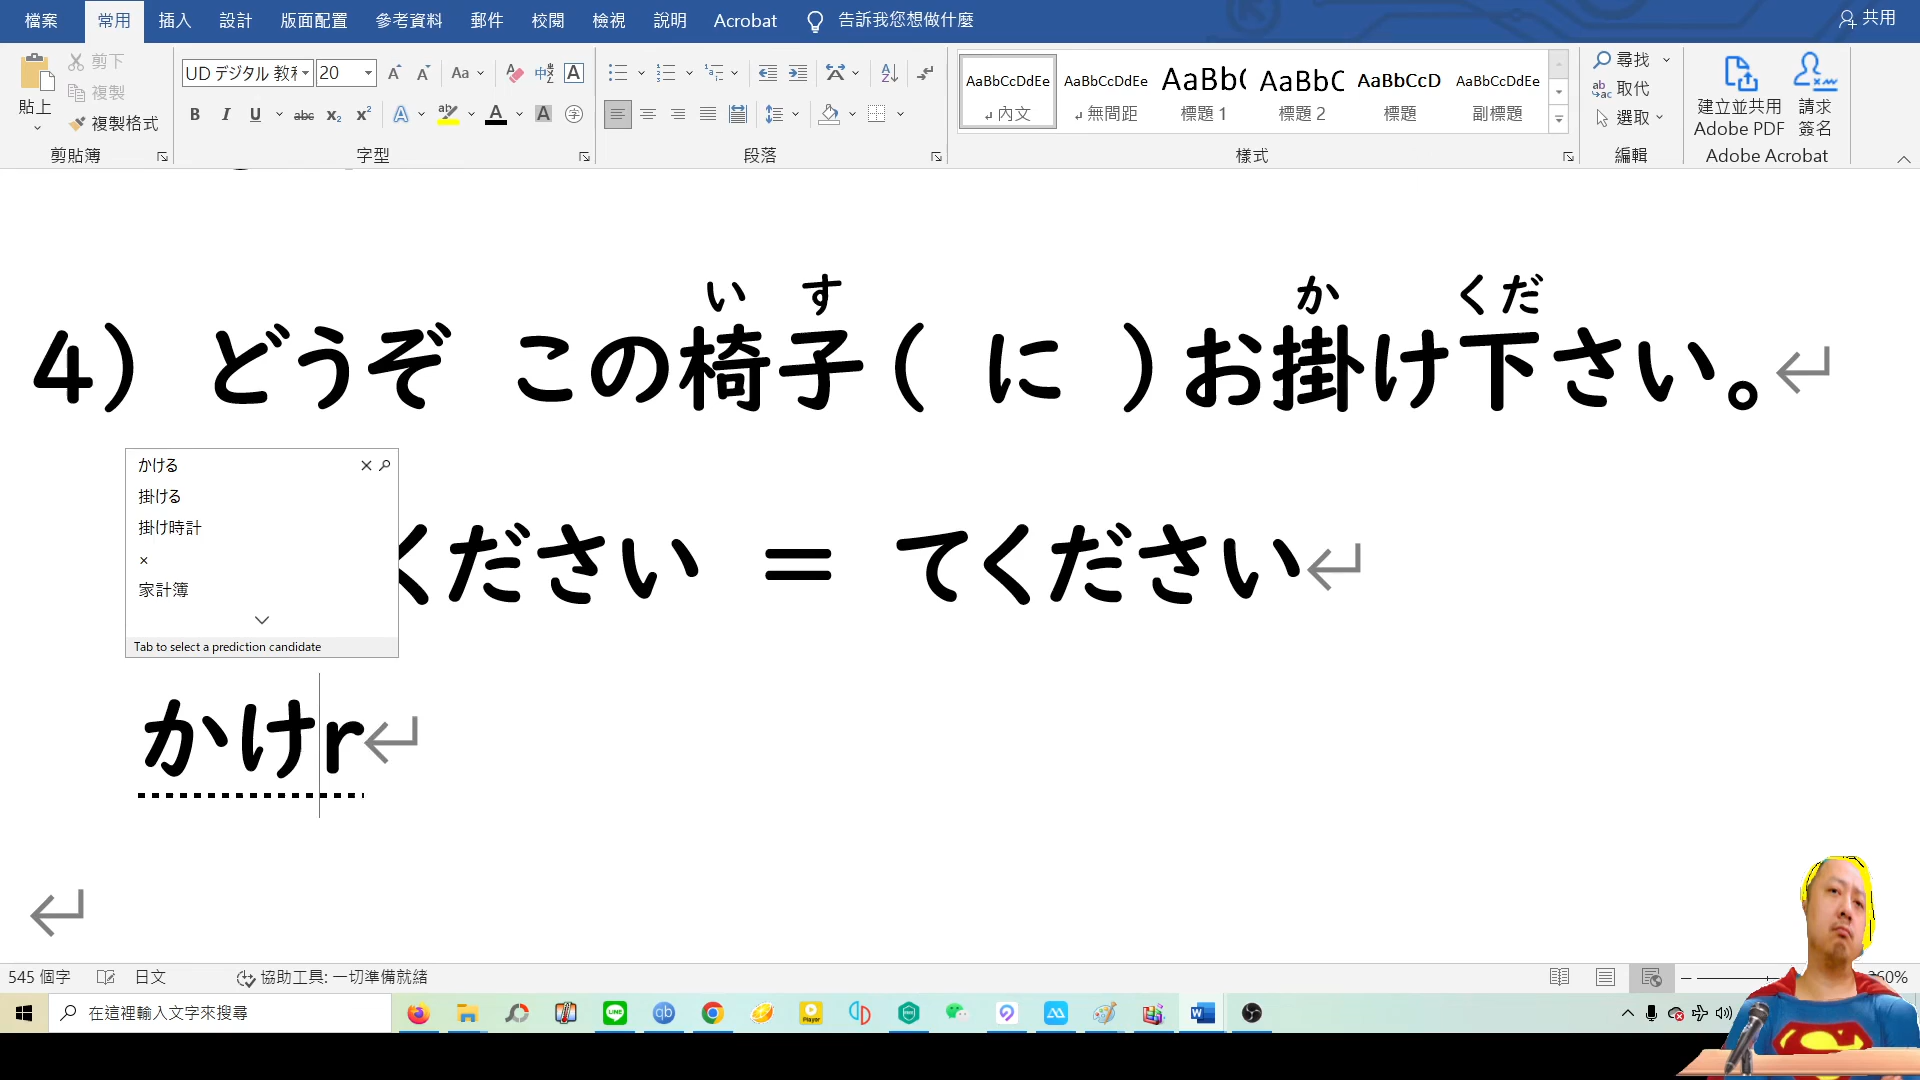 檔案 常用 插入 設計 版面配置 參考資料 郵件 校閱 檢視 說明 Acrobat 告訴我您想做什麼 共用
剪下
貼上 複製
複製格式
剪貼簿
UD デジタル 教科 20
Aa
B I U abc x₂ x²
字型
段落
AaBbCcDdEe AaBbCcDdEe AaBbC AaBbC AaBbCcD AaBbCcDdEe
內文 無間距 標題 1 標題 2 標題 副標題
樣式
尋找
取代
選取
編輯
建立並共用 Adobe PDF
請求簽名
Adobe Acrobat
いす か くだ
4) どうぞ この椅子( に )お掛け下さい。
ください = てください
かける
掛ける
掛け時計
×
家計簿
Tab to select a prediction candidate
かけr
545 個字 日文 協助工具: 一切準備就緒 260%
在這裡輸入文字來搜尋